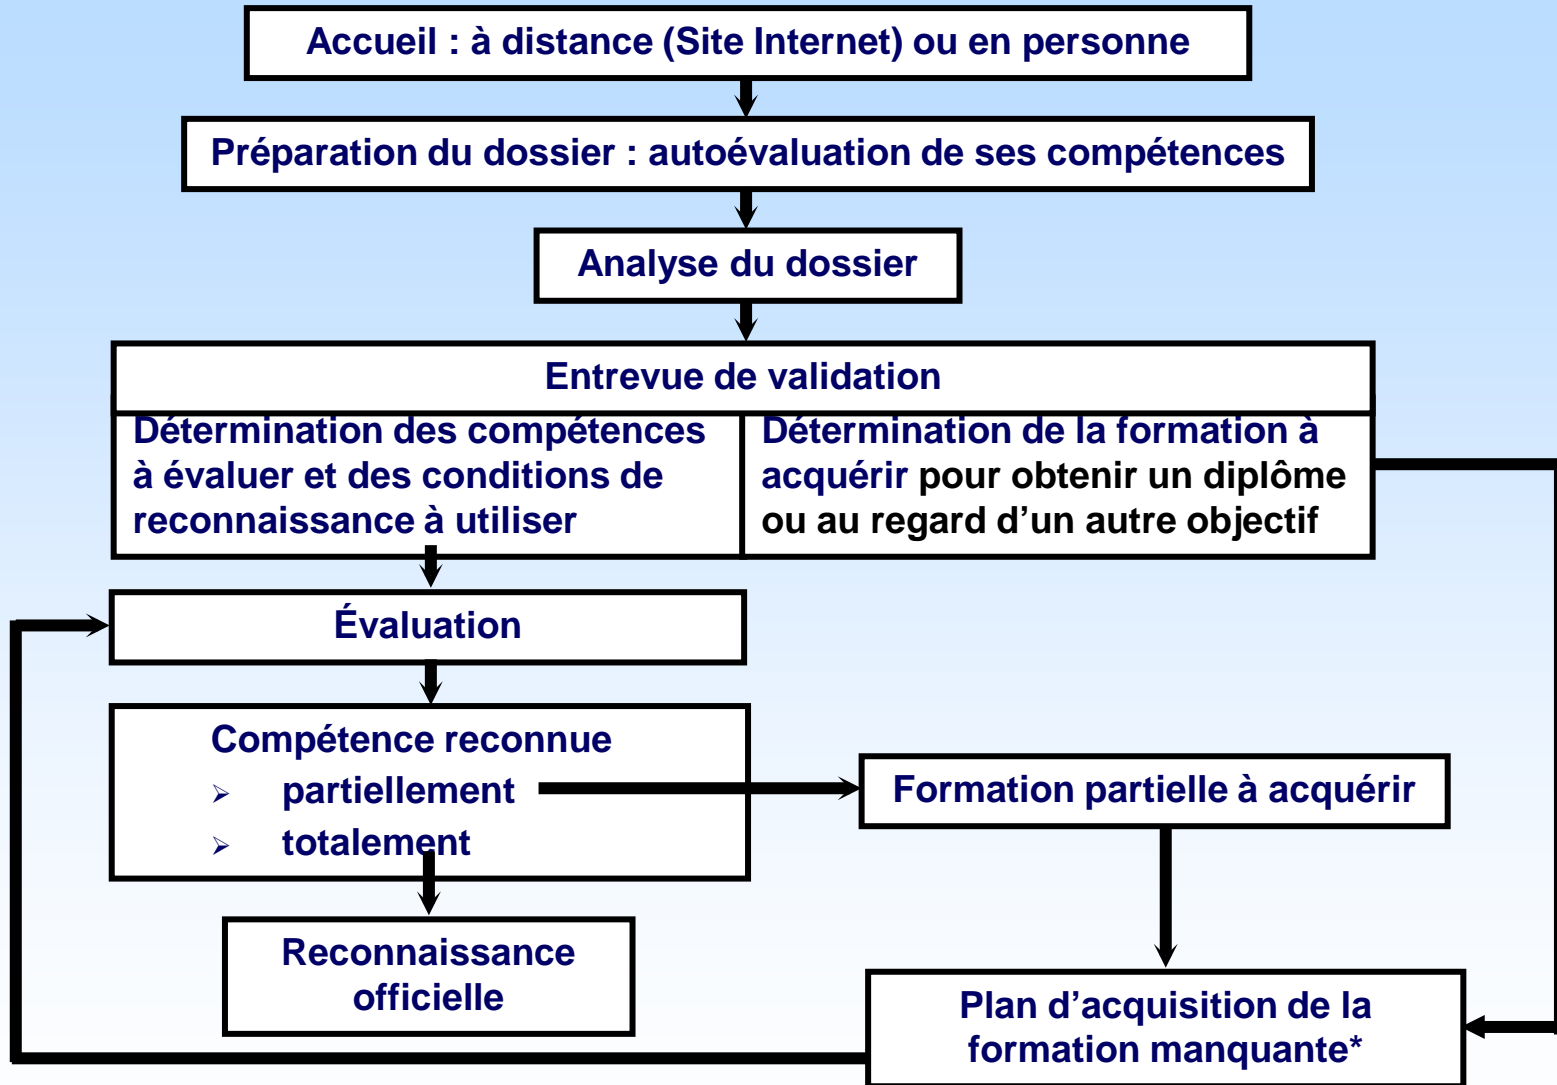 Accueil : à distance (Site Internet) ou en personne
Préparation du dossier : autoévaluation de ses compétences
Analyse du dossier
Entrevue de validation
Détermination des compétences
à évaluer et des conditions de
reconnaissance à utiliser
Détermination de la formation à
acquérir pour obtenir un diplôme
ou au regard d’un autre objectif
Évaluation
Compétence reconnue
➢ partiellement
➢ totalement
Formation partielle à acquérir
Reconnaissance
officielle
Plan d’acquisition de la
formation manquante*